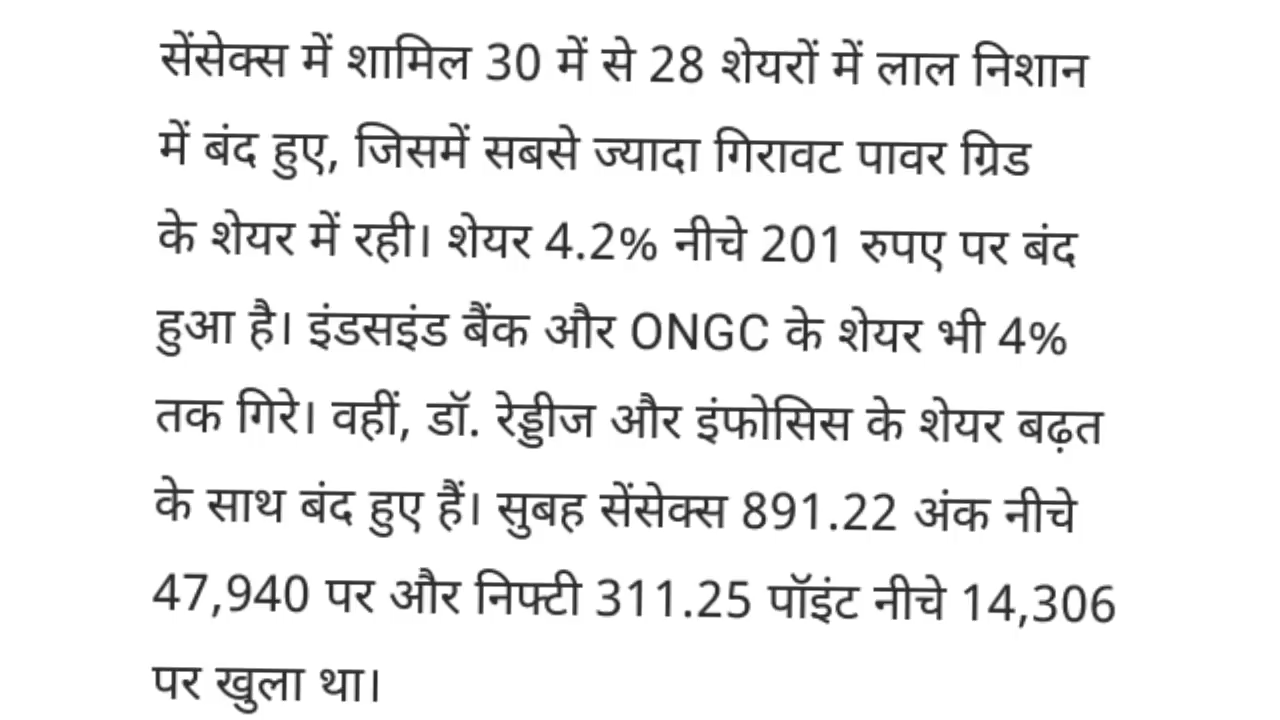 सेंसेक्स में शामिल 30 में से 28 शेयरों में लाल निशान
में बंद हुए, जिसमें सबसे ज्यादा गिरावट पावर ग्रिड
के शेयर में रही। शेयर 4.2% नीचे 201 रुपए पर बंद
हुआ है। इंडसइंड बैंक और ONGC के शेयर भी 4%
तक गिरे। वहीं, डॉ. रेड्डीज और इंफोसिस के शेयर बढ़त
के साथ बंद हुए हैं। सुबह सेंसेक्स 891.22 अंक नीचे
47,940 पर और निफ्टी 311.25 पॉइंट नीचे 14,306
पर खुला था।